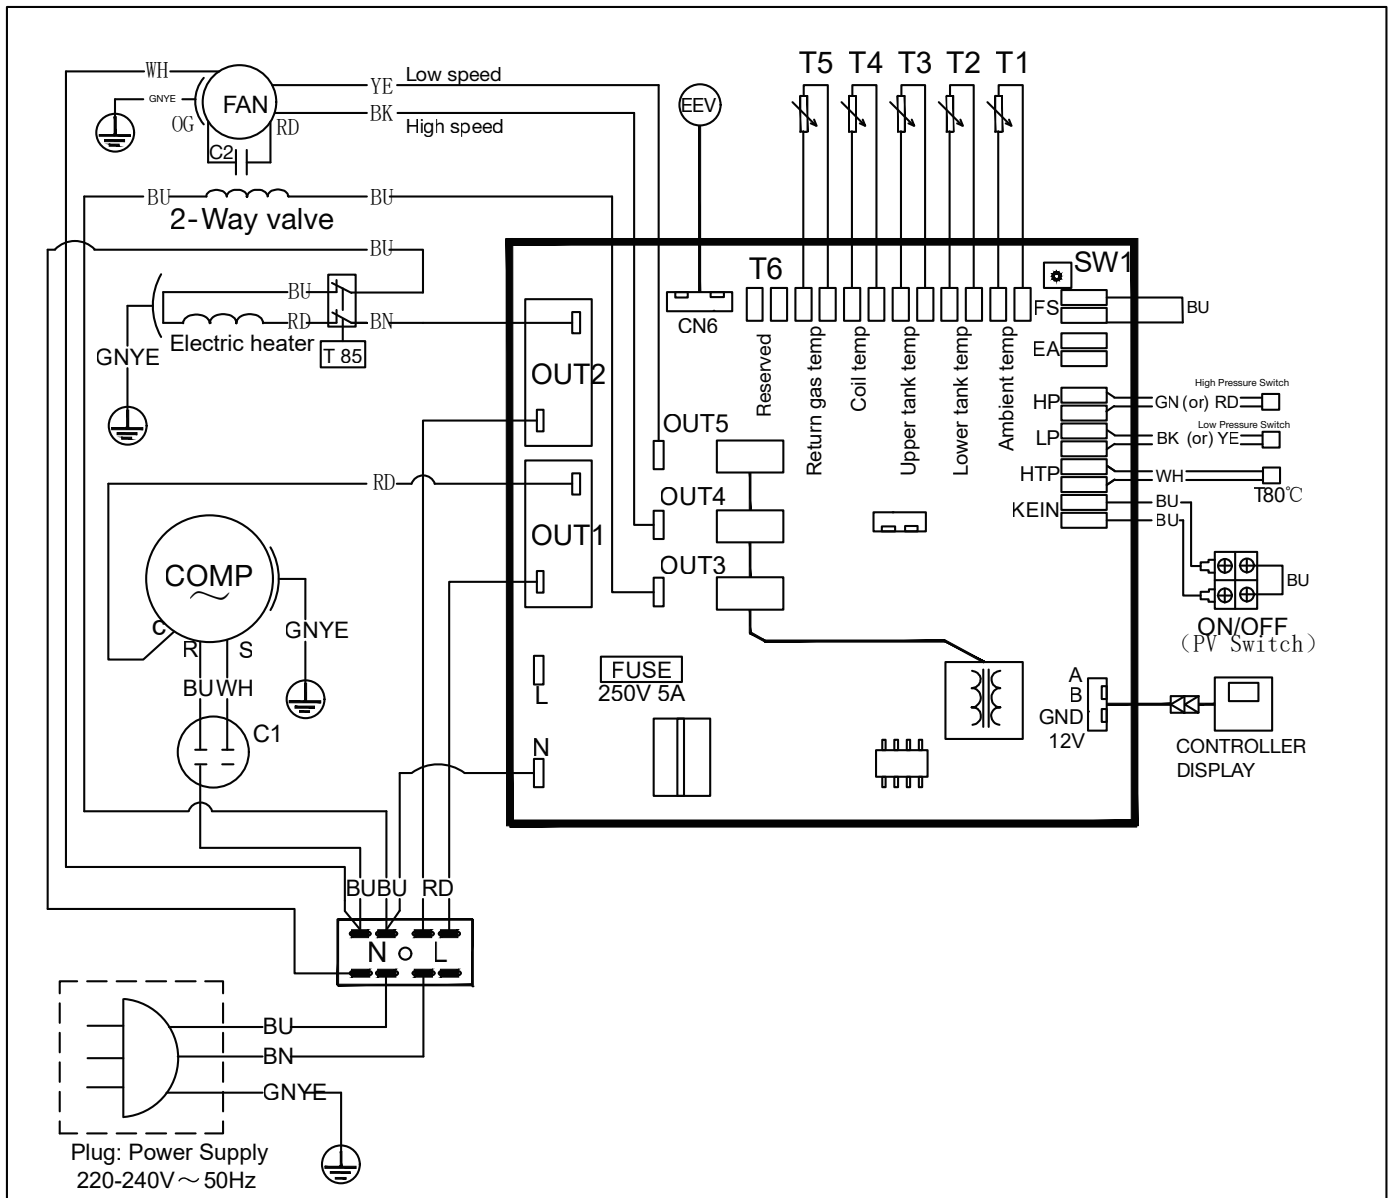 WH
YE Low speed
GNYE
FAN
BK
High speed
OG
RD
C2
EEV
T5 T4 T3 T2 T1
BU
BU
2-Way valve
BU
BU
RD
BN
Electric heater
T 85
GNYE
T6
SW1
CN6
Reserved
Return gas temp
Coil temp
Upper tank temp
Lower tank temp
Ambient temp
FS
BU
EA
High Pressure Switch
HP
GN (or) RD
Low Pressure Switch
LP
BK (or) YE
HTP
WH
T80℃
KEIN
BU
BU
BU
ON/OFF
(PV Switch)
OUT2
OUT5
OUT4
OUT1
OUT3
RD
COMP
～
C
R
S
GNYE
BU WH
C1
FUSE
250V 5A
L
N
A
B
GND
12V
CONTROLLER
DISPLAY
BU BU RD
N L
BU
BN
GNYE
Plug: Power Supply
220-240V～50Hz